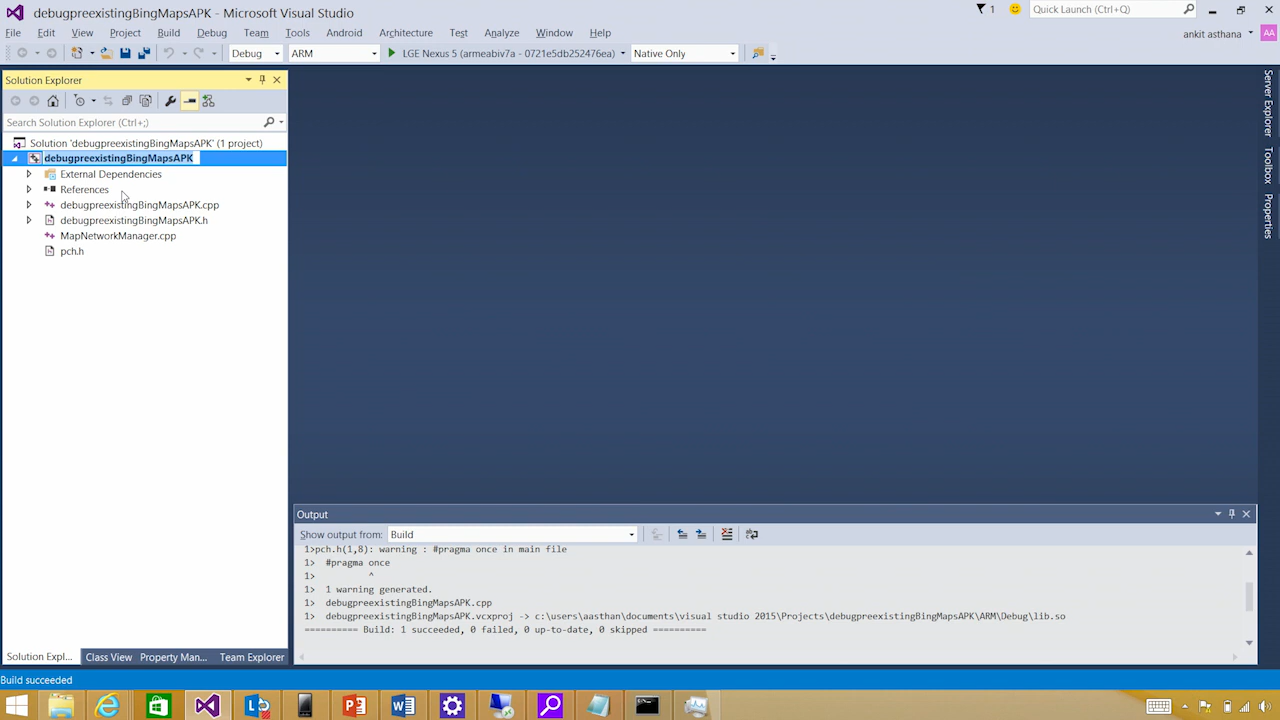 debugpreexistingBingMapsAPK - Microsoft Visual Studio
1
Quick Launch (Ctrl+Q)
File Edit View Project Build Debug Team Tools Android Architecture Test Analyze Window Help
ankit asthana
AA
Debug ARM LGE Nexus 5 (armeabiv7a - 0721e5db252476ea) Native Only
Solution Explorer
Search Solution Explorer (Ctrl+;)
Solution 'debugpreexistingBingMapsAPK' (1 project)
debugpreexistingBingMapsAPK
External Dependencies
References
debugpreexistingBingMapsAPK.cpp
debugpreexistingBingMapsAPK.h
MapNetworkManager.cpp
pch.h
Server Explorer
Toolbox
Properties
Output
Show output from: Build
1>pch.h(1,8): warning : #pragma once in main file
1> #pragma once
1> ^
1> 1 warning generated.
1> debugpreexistingBingMapsAPK.cpp
1> debugpreexistingBingMapsAPK.vcxproj -> c:\users\aasthan\documents\visual studio 2015\Projects\debugpreexistingBingMapsAPK\ARM\Debug\lib.so
========== Build: 1 succeeded, 0 failed, 0 up-to-date, 0 skipped ==========
Solution Expl... Class View Property Man... Team Explorer
Build succeeded